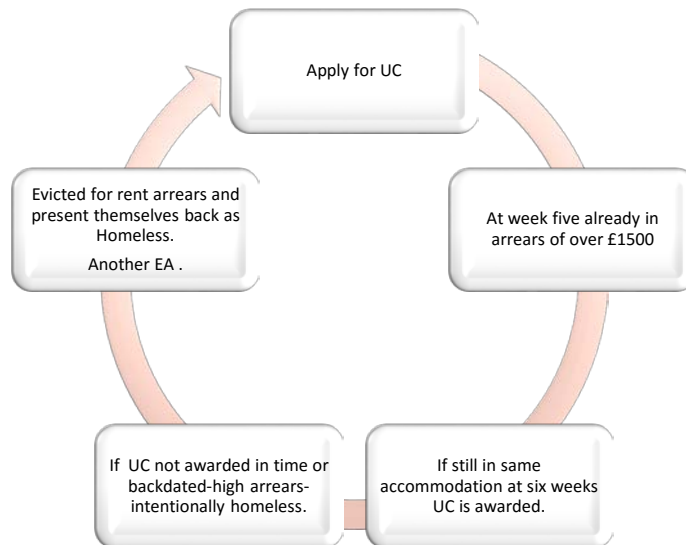 Apply for UC
At week five already in
arrears of over £1500
If still in same
accommodation at six weeks
UC is awarded.
If  UC not awarded in time or
backdated-high arrears-
intentionally homeless.
Evicted for rent arrears and
present themselves back as
Homeless.
Another EA .